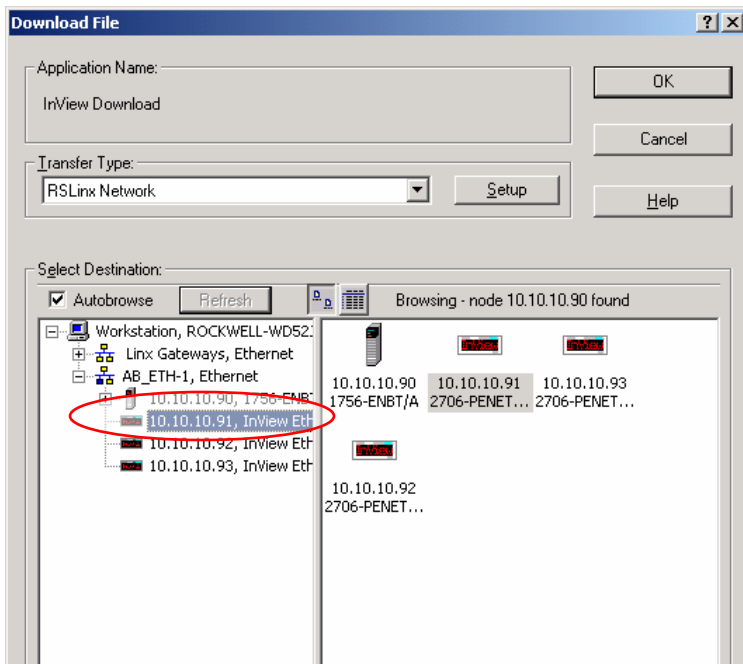 Download File
Application Name:
InView Download
OK
Cancel
Transfer Type:
RSLinx Network
Setup
Help
Select Destination:
Autobrowse
Refresh
Browsing - node 10.10.10.90 found
Workstation, ROCKWELL-WD52
Linx Gateways, Ethernet
AB_ETH-1, Ethernet
10.10.10.90, 1756-ENBT
10.10.10.91, InView Eth
10.10.10.92, InView Eth
10.10.10.93, InView Eth
InView
InView
10.10.10.90
1756-ENBT/A
10.10.10.91
2706-PENET...
10.10.10.93
2706-PENET...
InView
10.10.10.92
2706-PENET...